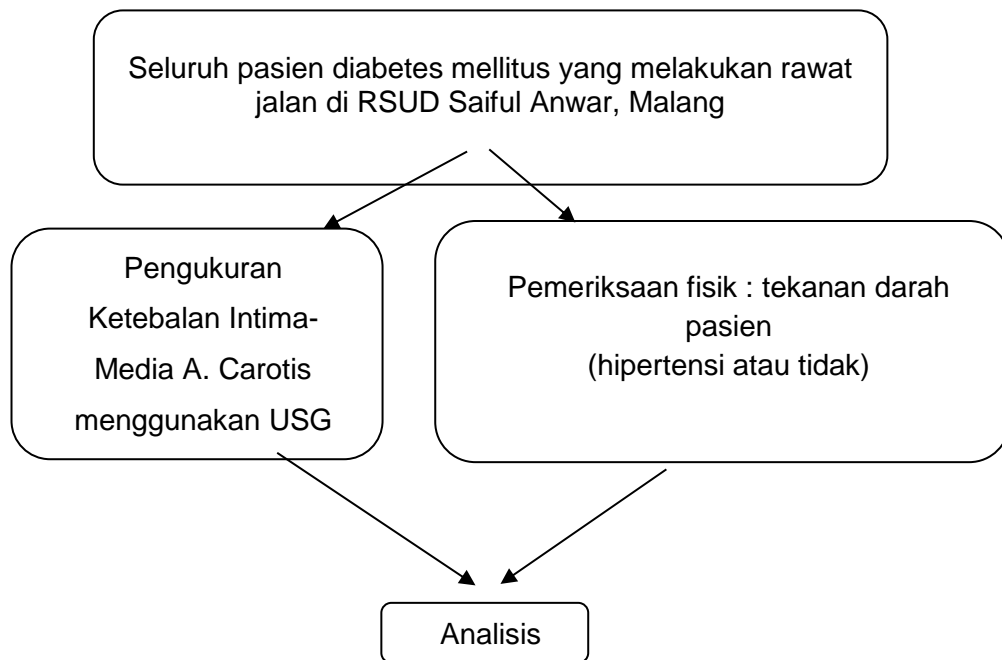 Seluruh pasien diabetes mellitus yang melakukan rawat
jalan di RSUD Saiful Anwar, Malang
Pengukuran
Ketebalan Intima-
Media A. Carotis
menggunakan USG
Pemeriksaan fisik : tekanan darah
pasien
(hipertensi atau tidak)
Analisis